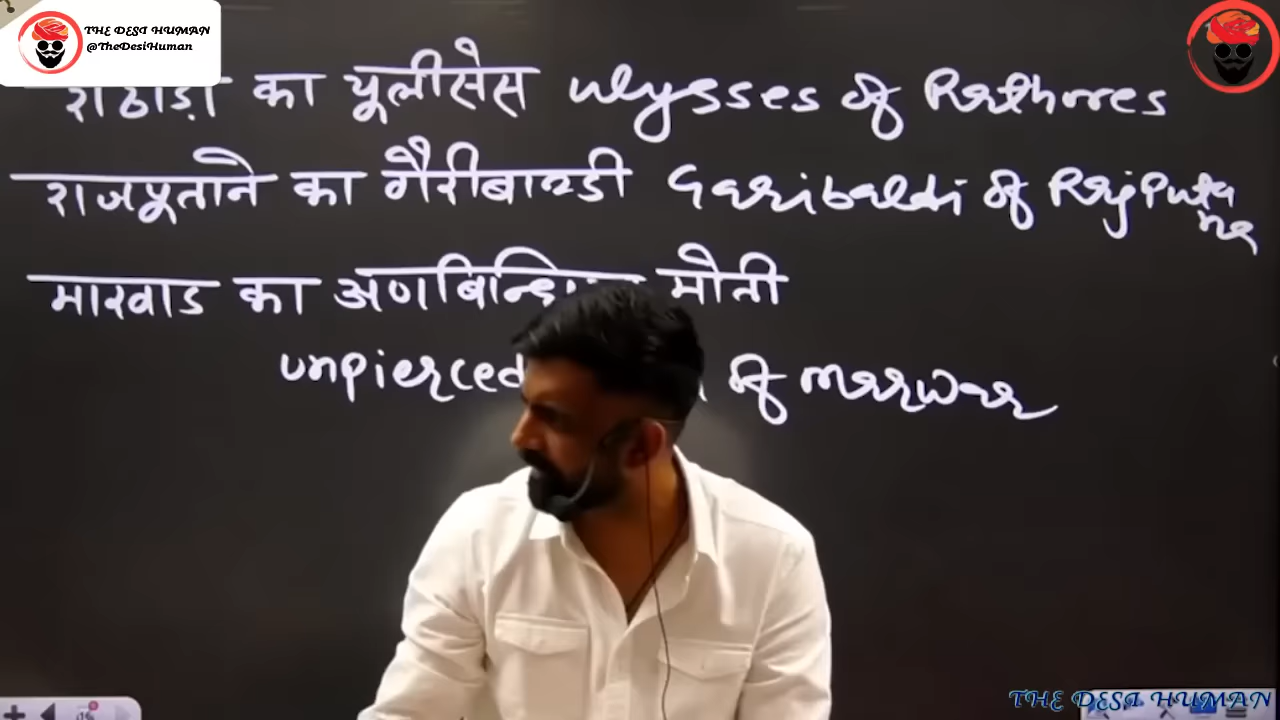 THE DESI HUMAN
@TheDesiHuman
का यूलीसेस Ulysses of Rathores
राजपूताने का गैरीबाल्डी Garibaldi of Rajputana
मारवाड का मोती
unpierced of marwar
THE DESI HUMAN